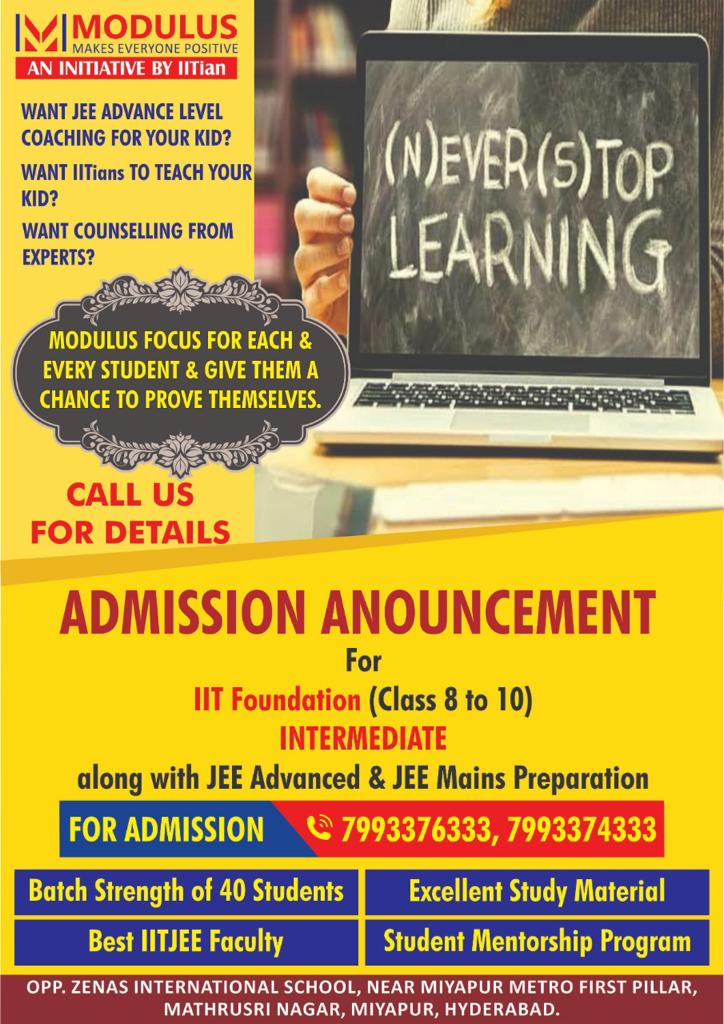 MODULUS
MAKES EVERYONE POSITIVE
AN INITIATIVE BY IITian
WANT JEE ADVANCE LEVEL
COACHING FOR YOUR KID?
WANT IITians TO TEACH YOUR
KID?
WANT COUNSELLING FROM
EXPERTS?
(N)EVER(S)TOP
LEARNING
MODULUS FOCUS FOR EACH &
EVERY STUDENT & GIVE THEM A
CHANCE TO PROVE THEMSELVES.
CALL US
FOR DETAILS
ADMISSION ANOUNCEMENT
For
IIT Foundation (Class 8 to 10)
INTERMEDIATE
along with JEE Advanced & JEE Mains Preparation
FOR ADMISSION 7993376333, 7993374333
Batch Strength of 40 Students
Excellent Study Material
Best IITJEE Faculty
Student Mentorship Program
OPP. ZENAS INTERNATIONAL SCHOOL, NEAR MIYAPUR METRO FIRST PILLAR,
MATHRUSRI NAGAR, MIYAPUR, HYDERABAD.